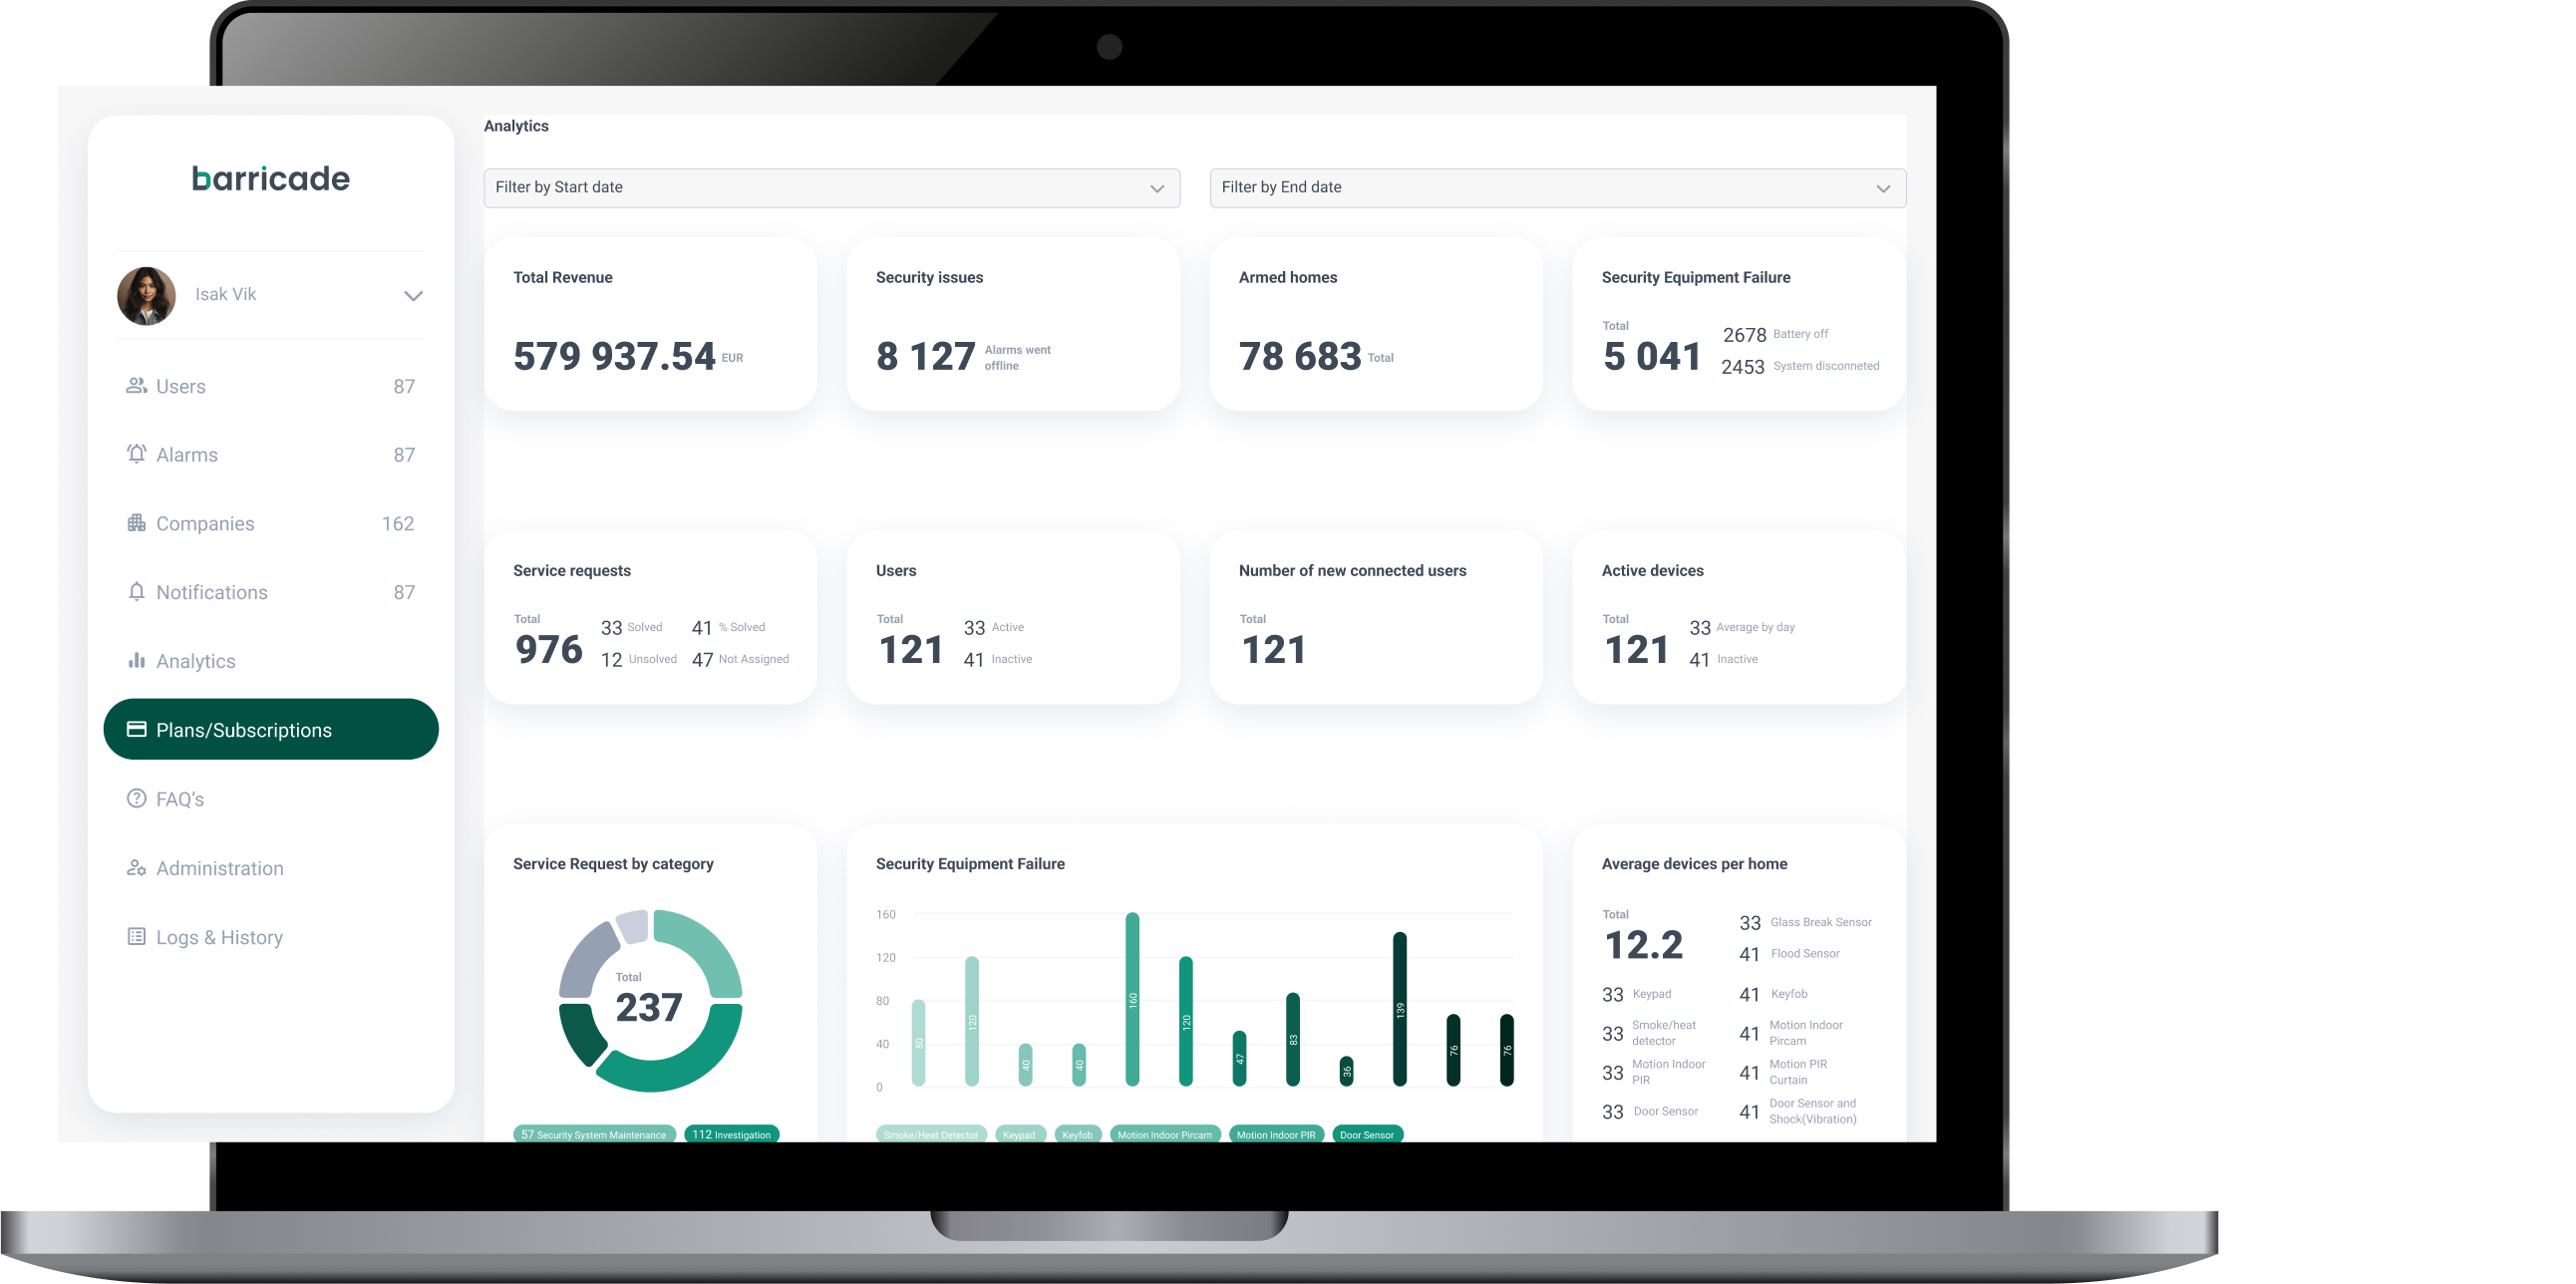 barricade
Isak Vik
Users 87
Alarms 87
Companies 162
Notifications 87
Analytics
Plans/Subscriptions
FAQ's
Administration
Logs & History
Analytics
Filter by Start date
Filter by End date
Total Revenue
579 937.54 EUR
Security issues
8 127 Alarms went
offline
Armed homes
78 683 Total
Security Equipment Failure
Total
5 041
2678 Battery off
2453 System disconneted
Service requests
Total
976
33 Solved
41 % Solved
12 Unsolved
47 Not Assigned
Users
Total
121
33 Active
41 Inactive
Number of new connected users
Total
121
Active devices
Total
121
33 Average by day
41 Inactive
Service Request by category
Total
237
57 Security System Maintenance
112 Investigation
Security Equipment Failure
160
120
80
40
0
80
120
40
40
160
120
47
83
36
139
76
76
Smoke/Heat Detector
Keypad
Keyfob
Motion Indoor Pircam
Motion Indoor PIR
Door Sensor
Average devices per home
Total
12.2
33 Glass Break Sensor
41 Flood Sensor
33 Keypad
41 Keyfob
33 Smoke/heat
detector
41 Motion Indoor
Pircam
33 Motion Indoor
PIR
41 Motion PIR
Curtain
33 Door Sensor
41 Door Sensor and
Shock(Vibration)